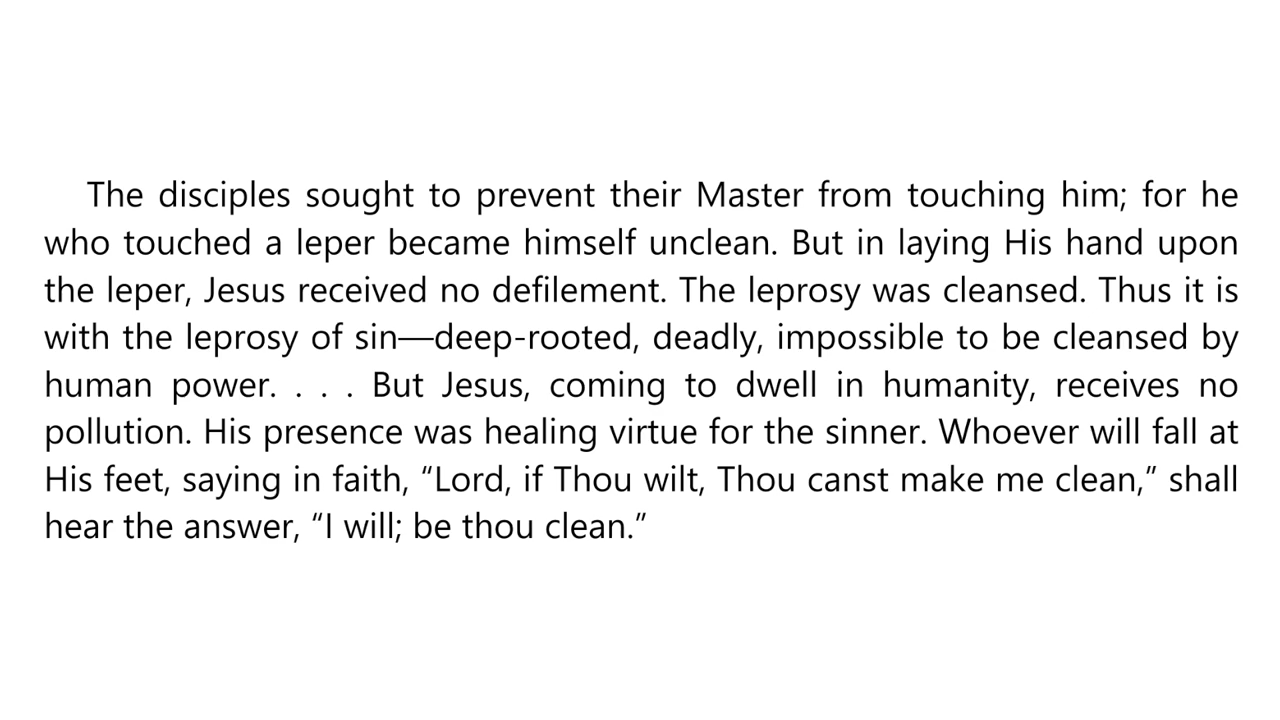 The disciples sought to prevent their Master from touching him; for he
who touched a leper became himself unclean. But in laying His hand upon
the leper, Jesus received no defilement. The leprosy was cleansed. Thus it is
with the leprosy of sin—deep-rooted, deadly, impossible to be cleansed by
human power. . . . But Jesus, coming to dwell in humanity, receives no
pollution. His presence was healing virtue for the sinner. Whoever will fall at
His feet, saying in faith, “Lord, if Thou wilt, Thou canst make me clean,” shall
hear the answer, “I will; be thou clean.”